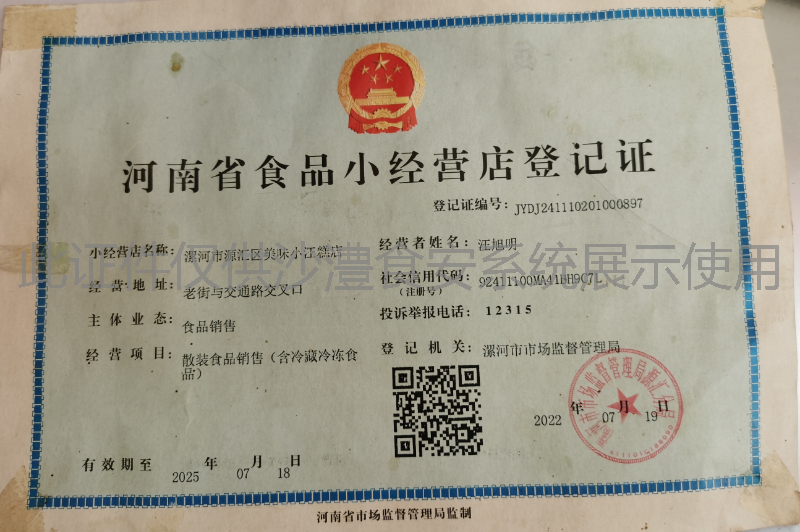 河南省食品小经营店登记证
登记证编号：JYDJ241110201000897
小经营店名称：漯河市源汇区美味小汪糕店
经营者姓名：汪旭明
此证件仅供沙澧食安系统展示使用
经营地址：老街与交通路交叉口
社会信用代码：92411100MA41BH9C7L
（注册号）
主体业态：食品销售
投诉举报电话：12315
经营项目：散装食品销售（含冷藏冷冻食
品）
登记机关：漯河市市场监督管理局
2022 年 07 月 19 日
有效期至 2025 年 07 月 18 日
河南省市场监督管理局监制